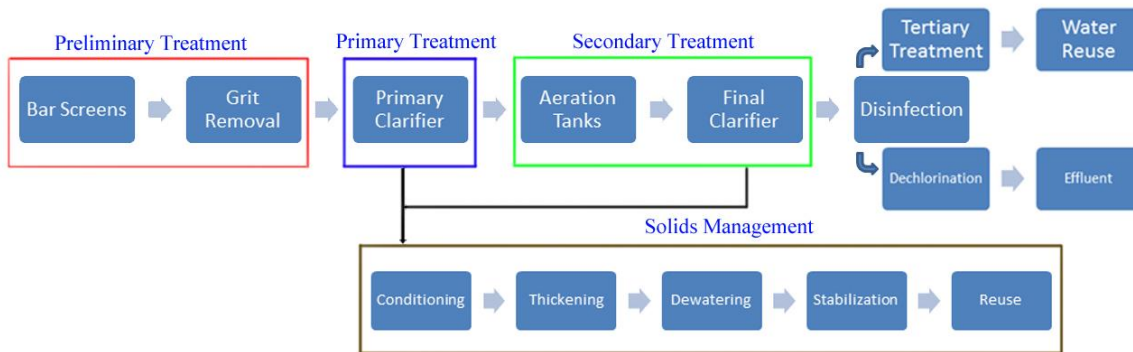 Preliminary Treatment
Primary Treatment
Secondary Treatment
Bar Screens
Grit
Removal
Primary
Clarifier
Aeration
Tanks
Final
Clarifier
Disinfection
Tertiary
Treatment
Water
Reuse
Dechlorination
Effluent
Solids Management
Conditioning
Thickening
Dewatering
Stabilization
Reuse